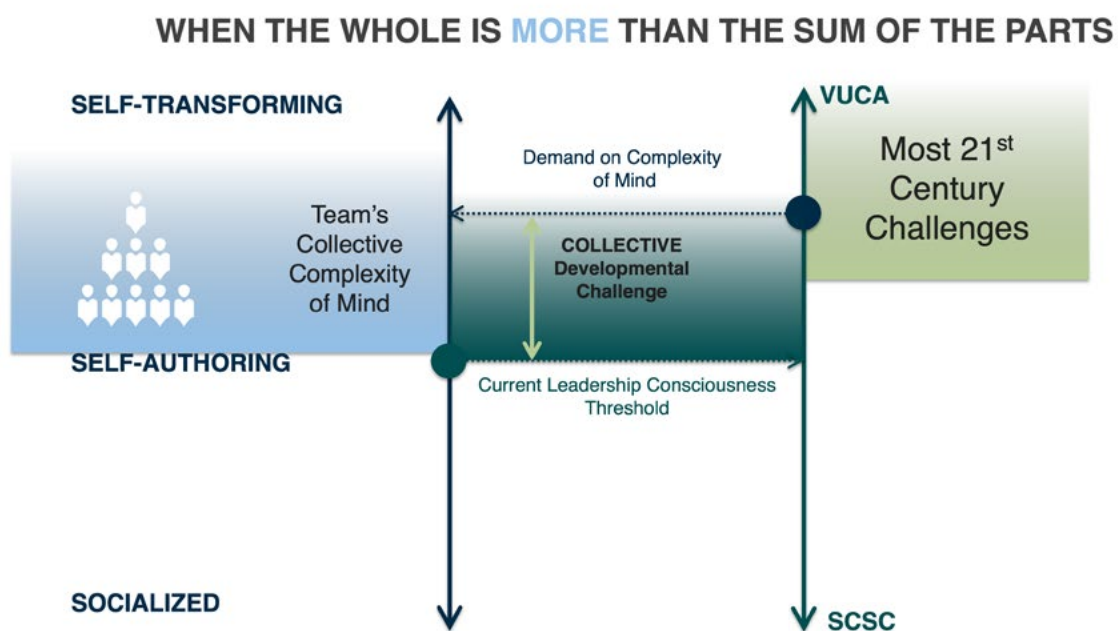 WHEN THE WHOLE IS MORE THAN THE SUM OF THE PARTS
SELF-TRANSFORMING
VUCA
Demand on Complexity
of Mind
Most 21st
Century
Challenges
Team's
Collective
Complexity
of Mind
COLLECTIVE
Developmental
Challenge
SELF-AUTHORING
Current Leadership Consciousness
Threshold
SOCIALIZED
SCSC